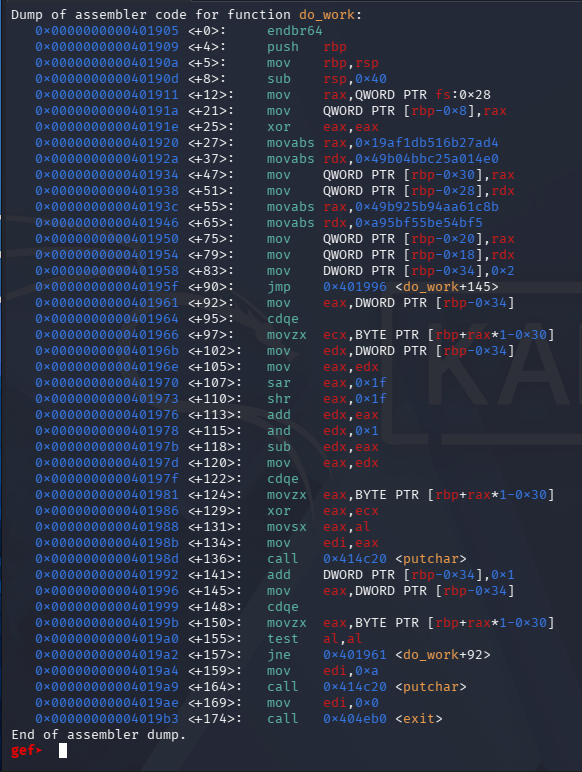 Dump of assembler code for function do_work:
0x0000000000401905 <+0>: endbr64
0x0000000000401909 <+4>: push rbp
0x000000000040190a <+5>: mov rbp,rsp
0x000000000040190d <+8>: sub rsp,0x40
0x0000000000401911 <+12>: mov rax,QWORD PTR fs:0x28
0x000000000040191a <+21>: mov QWORD PTR [rbp-0x8],rax
0x000000000040191e <+25>: xor eax,eax
0x0000000000401920 <+27>: movabs rax,0x19af1db516b27ad4
0x000000000040192a <+37>: movabs rdx,0x49b04bbc25a014e0
0x0000000000401934 <+47>: mov QWORD PTR [rbp-0x30],rax
0x0000000000401938 <+51>: mov QWORD PTR [rbp-0x28],rdx
0x000000000040193c <+55>: movabs rax,0x49b925b94aa61c8b
0x0000000000401946 <+65>: movabs rdx,0xa95bf55be54bf5
0x0000000000401950 <+75>: mov QWORD PTR [rbp-0x20],rax
0x0000000000401954 <+79>: mov QWORD PTR [rbp-0x18],rdx
0x0000000000401958 <+83>: mov DWORD PTR [rbp-0x34],0x2
0x000000000040195f <+90>: jmp 0x401996 <do_work+145>
0x0000000000401961 <+92>: mov eax,DWORD PTR [rbp-0x34]
0x0000000000401964 <+95>: cdqe
0x0000000000401966 <+97>: movzx ecx,BYTE PTR [rbp+rax*1-0x30]
0x000000000040196b <+102>: mov edx,DWORD PTR [rbp-0x34]
0x000000000040196e <+105>: mov eax,edx
0x0000000000401970 <+107>: sar eax,0x1f
0x0000000000401973 <+110>: shr eax,0x1f
0x0000000000401976 <+113>: add edx,eax
0x0000000000401978 <+115>: and edx,0x1
0x000000000040197b <+118>: sub edx,eax
0x000000000040197d <+120>: mov eax,edx
0x000000000040197f <+122>: cdqe
0x0000000000401981 <+124>: movzx eax,BYTE PTR [rbp+rax*1-0x30]
0x0000000000401986 <+129>: xor eax,ecx
0x0000000000401988 <+131>: movsx eax,al
0x000000000040198b <+134>: mov edi,eax
0x000000000040198d <+136>: call 0x414c20 <putchar>
0x0000000000401992 <+141>: add DWORD PTR [rbp-0x34],0x1
0x0000000000401996 <+145>: mov eax,DWORD PTR [rbp-0x34]
0x0000000000401999 <+148>: cdqe
0x000000000040199b <+150>: movzx eax,BYTE PTR [rbp+rax*1-0x30]
0x00000000004019a0 <+155>: test al,al
0x00000000004019a2 <+157>: jne 0x401961 <do_work+92>
0x00000000004019a4 <+159>: mov edi,0xa
0x00000000004019a9 <+164>: call 0x414c20 <putchar>
0x00000000004019ae <+169>: mov edi,0x0
0x00000000004019b3 <+174>: call 0x404eb0 <exit>
End of assembler dump.
gef➤